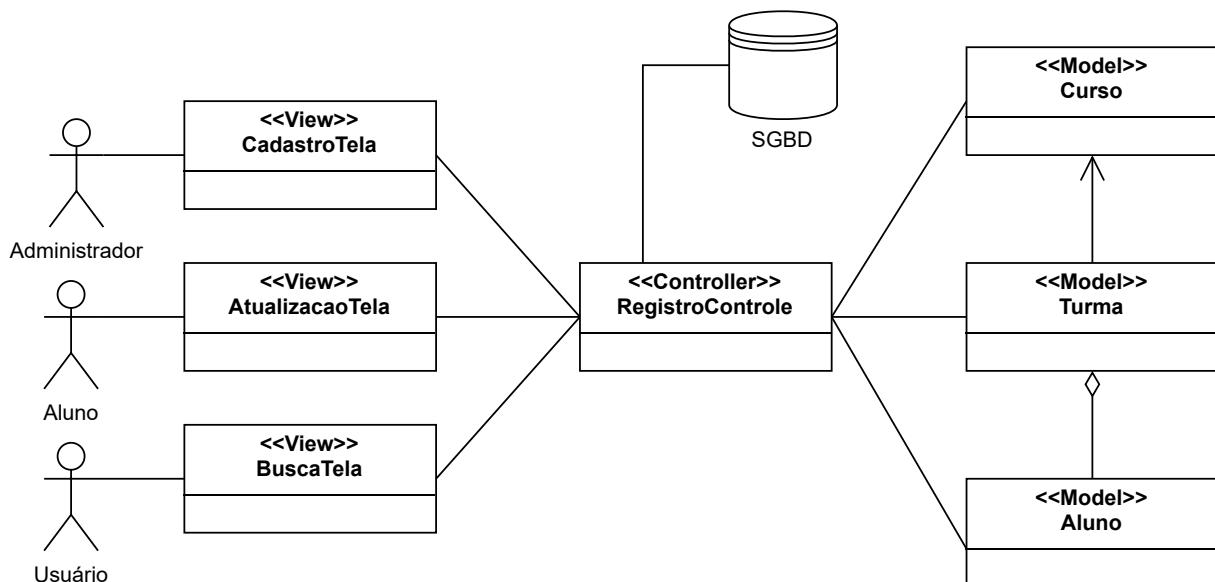 <<View>>
CadastroTela
Administrador
<<View>>
AtualizacaoTela
Aluno
<<View>>
BuscaTela
Usuário
SGBD
<<Controller>>
RegistroControle
<<Model>>
Curso
<<Model>>
Turma
<<Model>>
Aluno